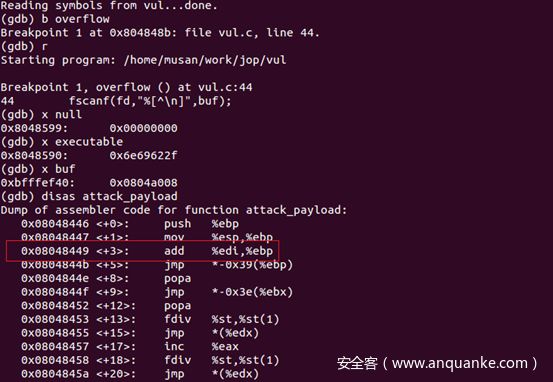 Reading symbols from vul...done.
(gdb) b overflow
Breakpoint 1 at 0x804848b: file vul.c, line 44.
(gdb) r
Starting program: /home/musan/work/jop/vul
Breakpoint 1, overflow () at vul.c:44
44 fscanf(fd,"%[^\n]",buf);
(gdb) x null
0x8048599: 0x00000000
(gdb) x executable
0x8048590: 0x6e69622f
(gdb) x buf
0xbfffef40: 0x0804a008
(gdb) disas attack_payload
Dump of assembler code for function attack_payload:
0x08048446 <+0>: push %ebp
0x08048447 <+1>: mov %esp,%ebp
0x08048449 <+3>: add %edi,%ebp
0x0804844b <+5>: jmp *-0x39(%ebp)
0x0804844e <+8>: popa
0x0804844f <+9>: jmp *-0x3e(%ebx)
0x08048452 <+12>: popa
0x08048453 <+13>: fdiv %st,%st(1)
0x08048455 <+15>: jmp *(%edx)
0x08048457 <+17>: inc %eax
0x08048458 <+18>: fdiv %st,%st(1)
0x0804845a <+20>: jmp *(%edx)
安全客（www.anquanke.com）